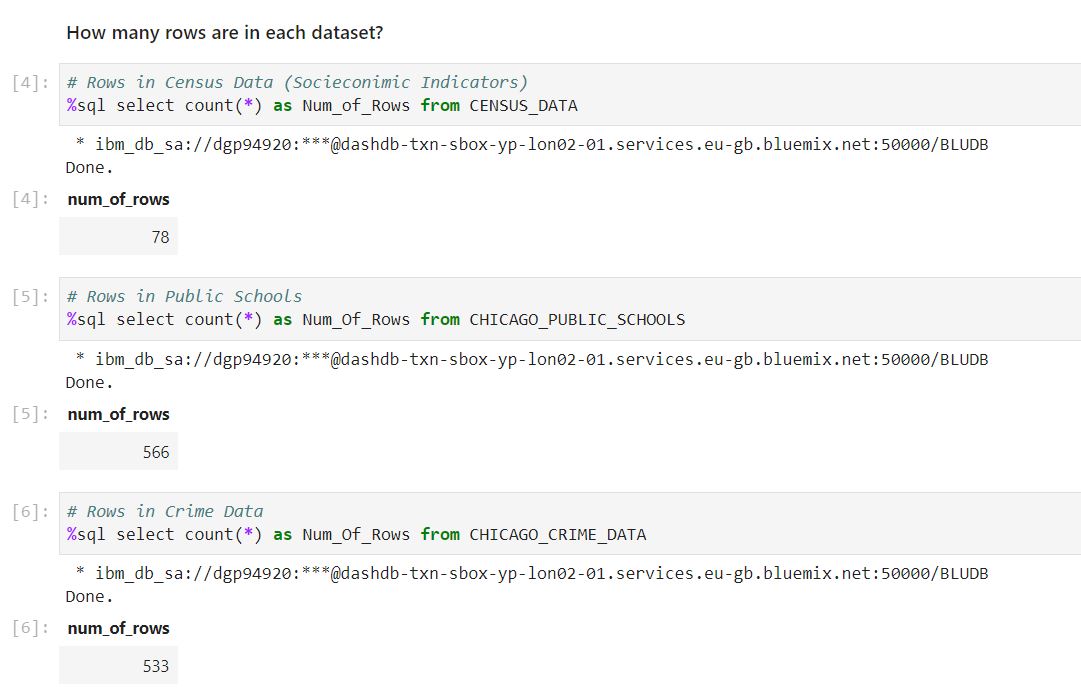 How many rows are in each dataset?
[4]: # Rows in Census Data (Socieconimic Indicators)
%sql select count(*) as Num_of_Rows from CENSUS_DATA
* ibm_db_sa://dgp94920:***@dashdb-txn-sbox-yp-lon02-01.services.eu-gb.bluemix.net:50000/BLUDB
Done.
[4]: num_of_rows
78
[5]: # Rows in Public Schools
%sql select count(*) as Num_Of_Rows from CHICAGO_PUBLIC_SCHOOLS
* ibm_db_sa://dgp94920:***@dashdb-txn-sbox-yp-lon02-01.services.eu-gb.bluemix.net:50000/BLUDB
Done.
[5]: num_of_rows
566
[6]: # Rows in Crime Data
%sql select count(*) as Num_Of_Rows from CHICAGO_CRIME_DATA
* ibm_db_sa://dgp94920:***@dashdb-txn-sbox-yp-lon02-01.services.eu-gb.bluemix.net:50000/BLUDB
Done.
[6]: num_of_rows
533